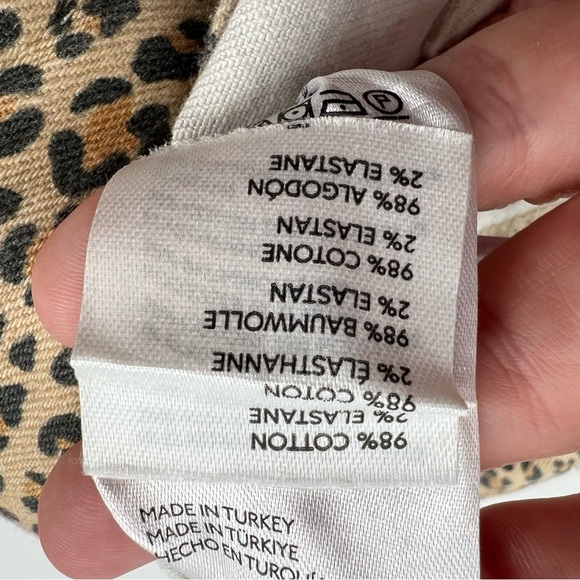 98% COTTON
2% ELASTANE
98% COTON
2% ÉLASTHANNE
98% BAUMWOLLE
2% ELASTAN
98% COTONE
2% ELASTAN
98% ALGODÓN
2% ELASTANE
MADE IN TURKEY
MADE IN TÜRKIYE
HECHO EN